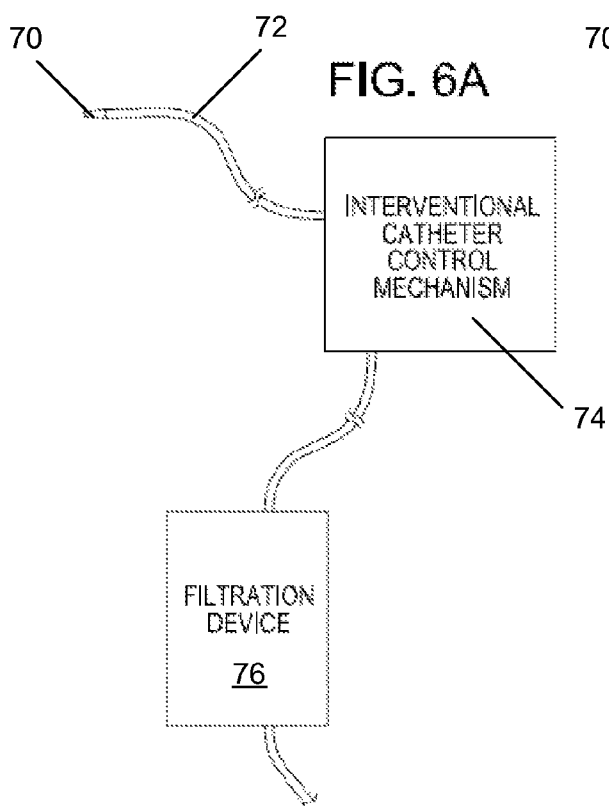 70
72
70
FIG. 6A
INTERVENTIONAL
CATHETER
CONTROL
MECHANISM
74
FILTRATION
DEVICE
76